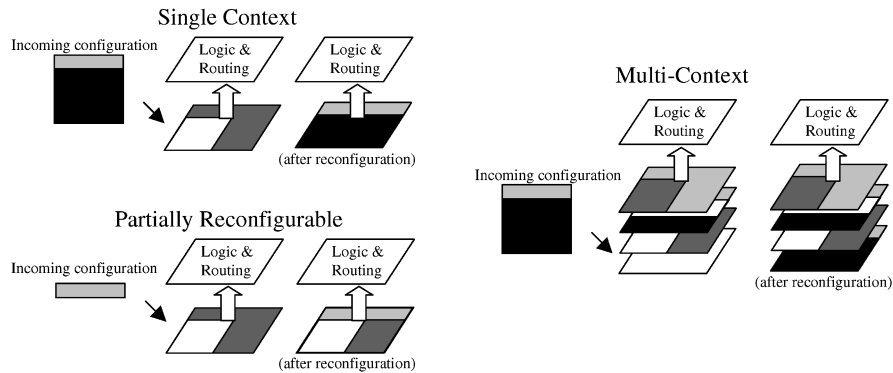 Single Context
Incoming configuration
Logic &
Routing
Logic &
Routing
(after reconfiguration)
Partially Reconfigurable
Incoming configuration
Logic &
Routing
Logic &
Routing
(after reconfiguration)
Multi-Context
Incoming configuration
Logic &
Routing
Logic &
Routing
(after reconfiguration)